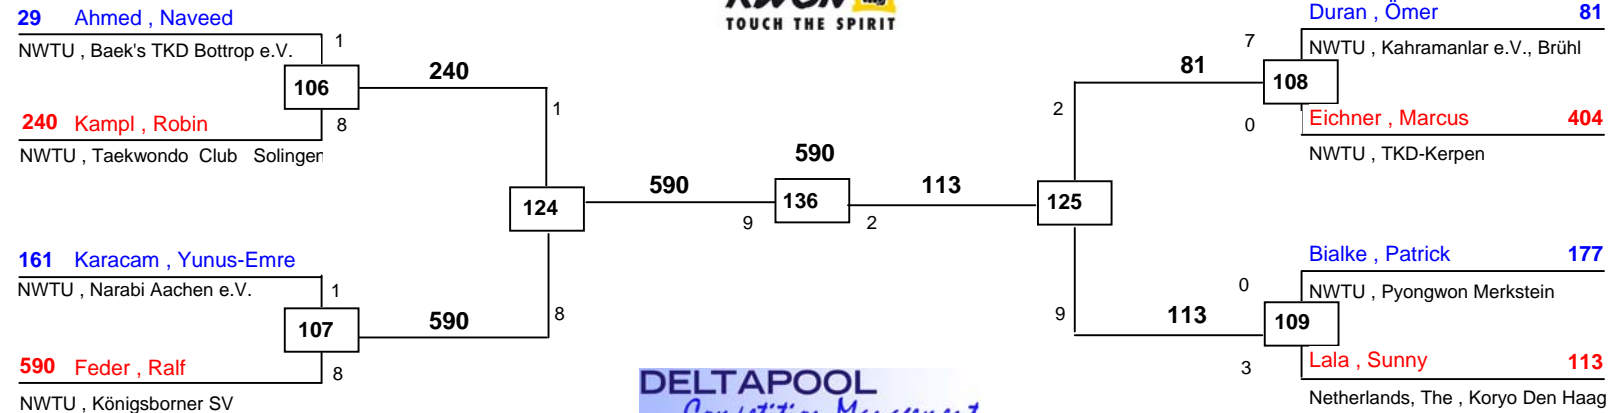 KWON
TOUCH THE SPIRIT
29 Ahmed , Naveed
NWTU , Baek's TKD Bottrop e.V.
1
106
240
240 Kampl , Robin
8
NWTU , Taekwondo Club Solingen
1
124
590
161 Karacam , Yunus-Emre
NWTU , Narabi Aachen e.V.
1
107
590
8
590 Feder , Ralf
8
NWTU , Königsborner SV
590
136
9
2
113
Duran , Ömer 81
7
NWTU , Kahramanlar e.V., Brühl
81
108
2
0
Eichner , Marcus 404
NWTU , TKD-Kerpen
125
Bialke , Patrick 177
0
NWTU , Pyongwon Merkstein
9
113
109
3
Lala , Sunny 113
Netherlands, The , Koryo Den Haag
DELTAPOOL
Competition Management